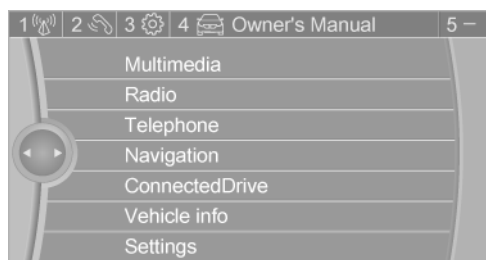 1 2 3 4 Owner's Manual 5 –
Multimedia
Radio
Telephone
Navigation
ConnectedDrive
Vehicle info
Settings